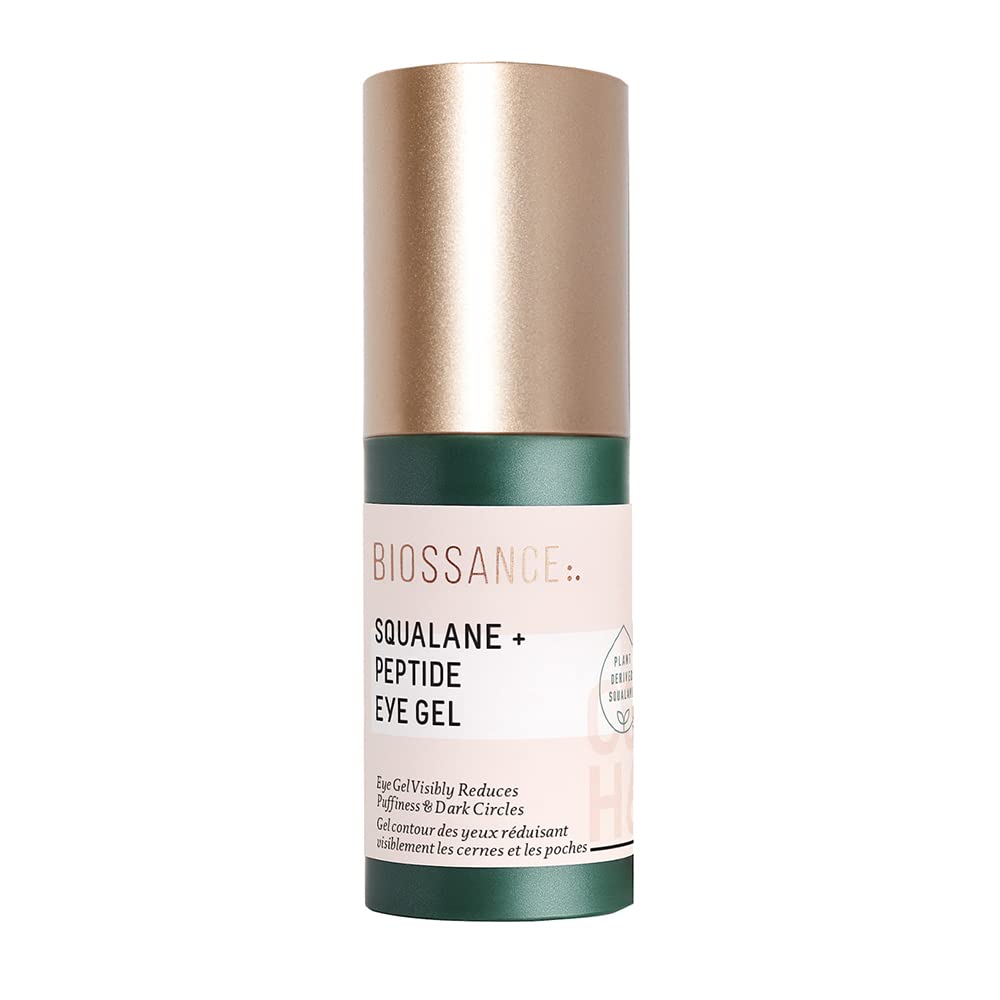 BIOSSANCE:.
SQUALANE +
PEPTIDE
EYE GEL
PLANT
DERIVED
SQUALANE
Eye Gel Visibly Reduces
Puffiness & Dark Circles
Gel contour des yeux réduisant
visiblement les cernes et les poches